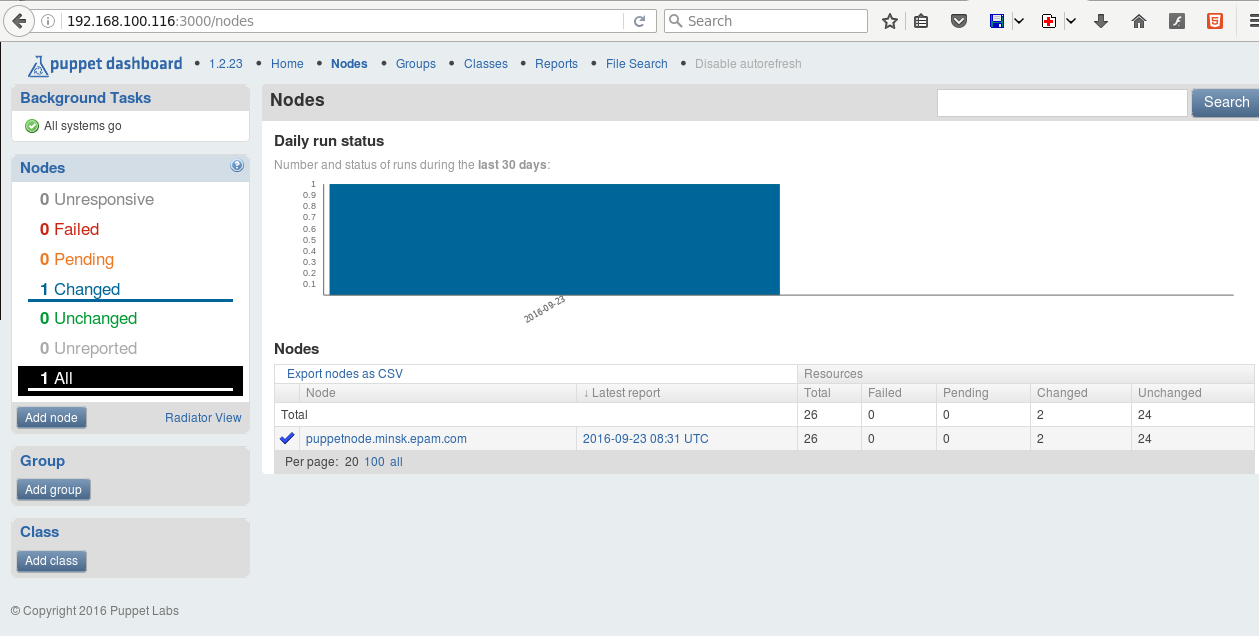 192.168.100.116:3000/nodes Search
puppet dashboard • 1.2.23 • Home • Nodes • Groups • Classes • Reports • File Search • Disable autorefresh
Background Tasks
All systems go
Nodes
0 Unresponsive
0 Failed
0 Pending
1 Changed
0 Unchanged
0 Unreported
1 All
Add node Radiator View
Group
Add group
Class
Add class
Nodes Search
Daily run status
Number and status of runs during the last 30 days:
1
0.9
0.8
0.7
0.6
0.5
0.4
0.3
0.2
0.1
2016-09-23
Nodes
Export nodes as CSV Resources
Node ↓ Latest report Total Failed Pending Changed Unchanged
Total 26 0 0 2 24
puppetnode.minsk.epam.com 2016-09-23 08:31 UTC 26 0 0 2 24
Per page: 20 100 all
© Copyright 2016 Puppet Labs